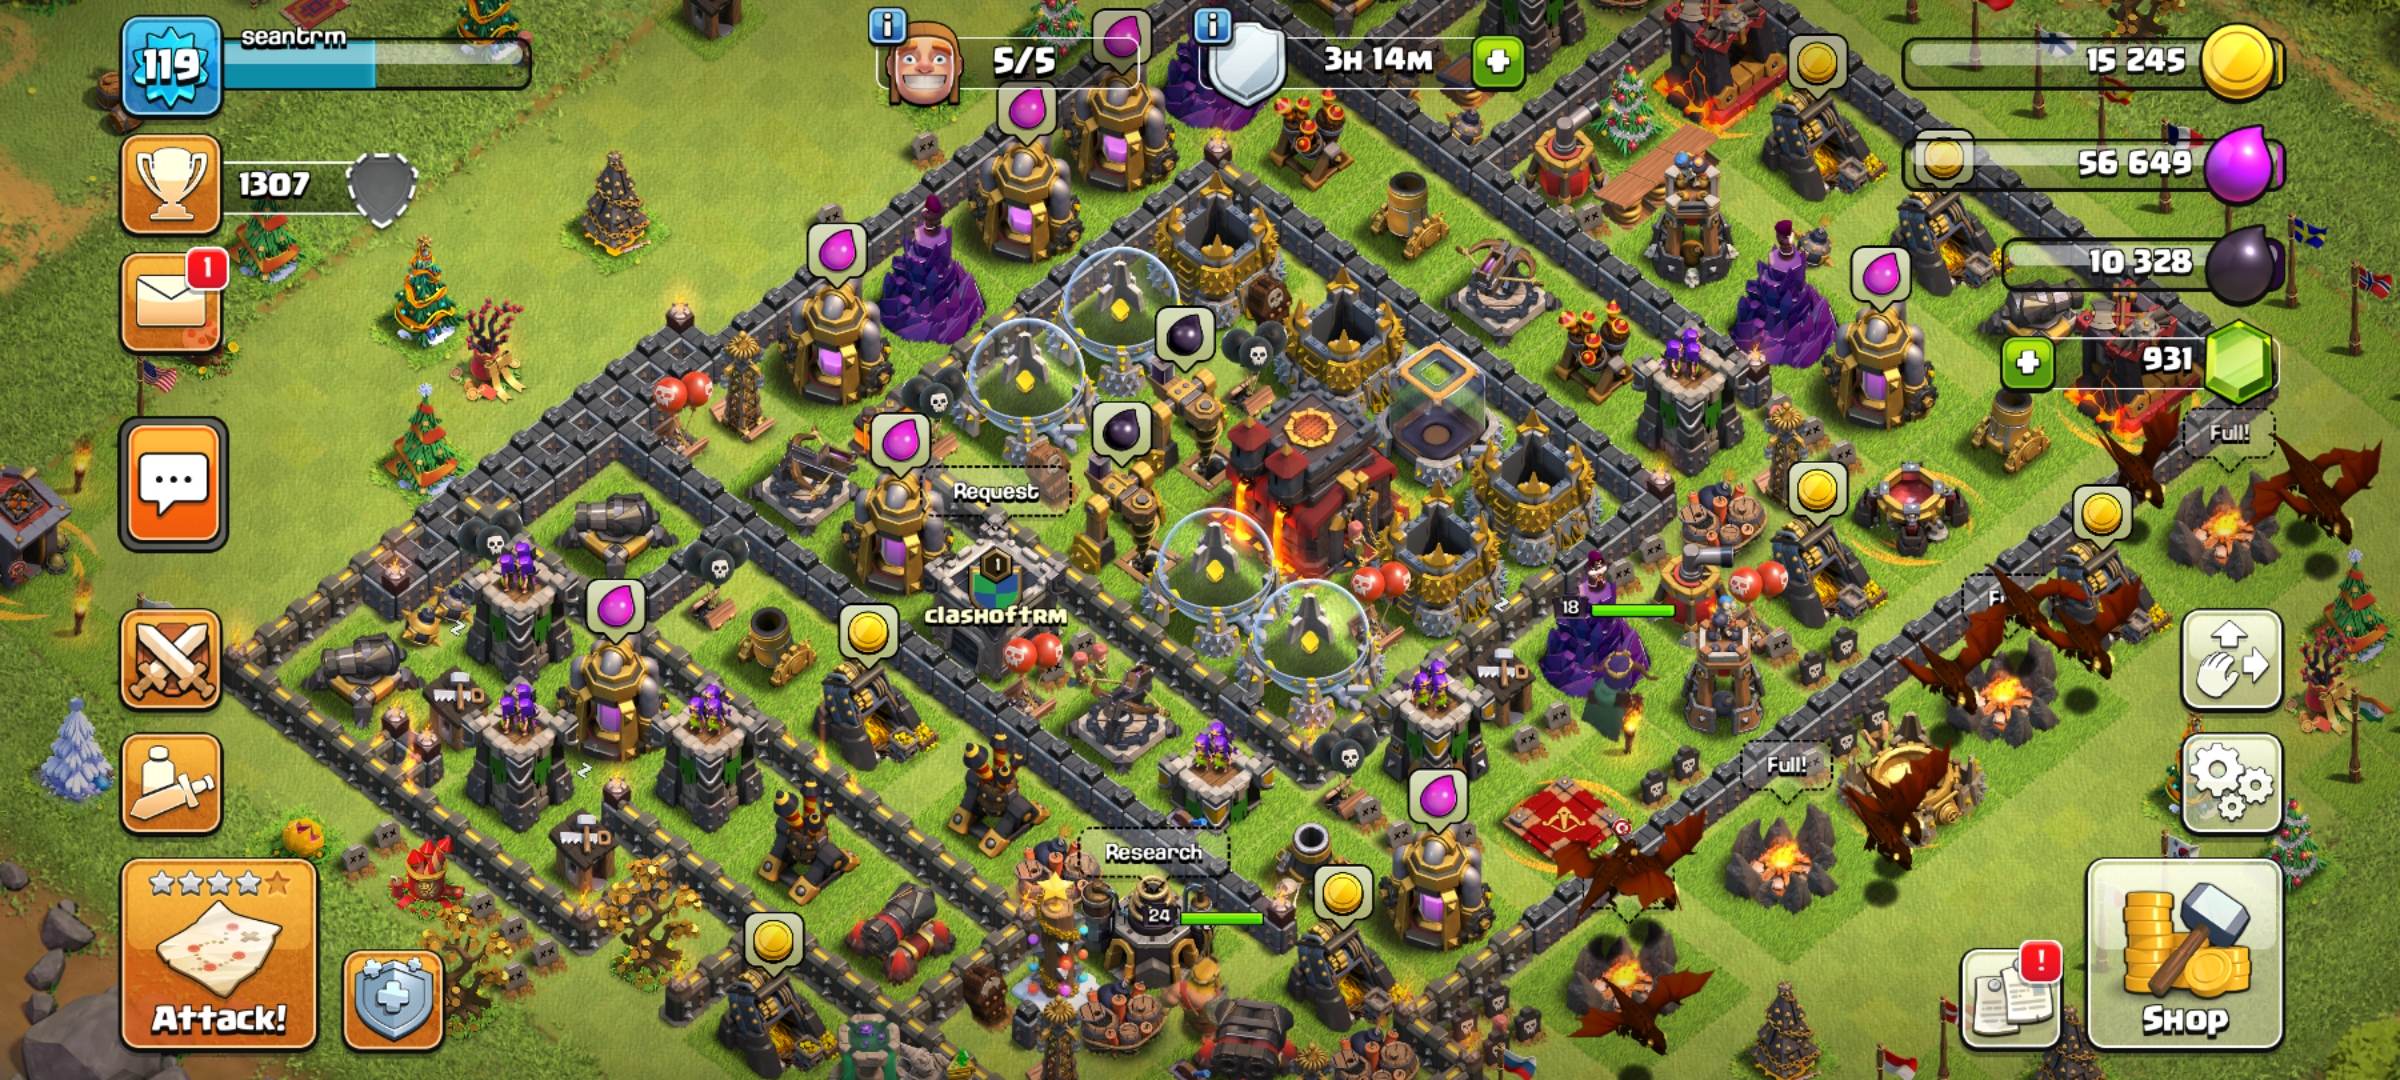 seantrm
119
5/5
3H 14M
15 245
56 649
10 328
931
1307
1
Full!
Request
1
clashoftrm
18
Full!
Research
24
Attack!
!
Shop